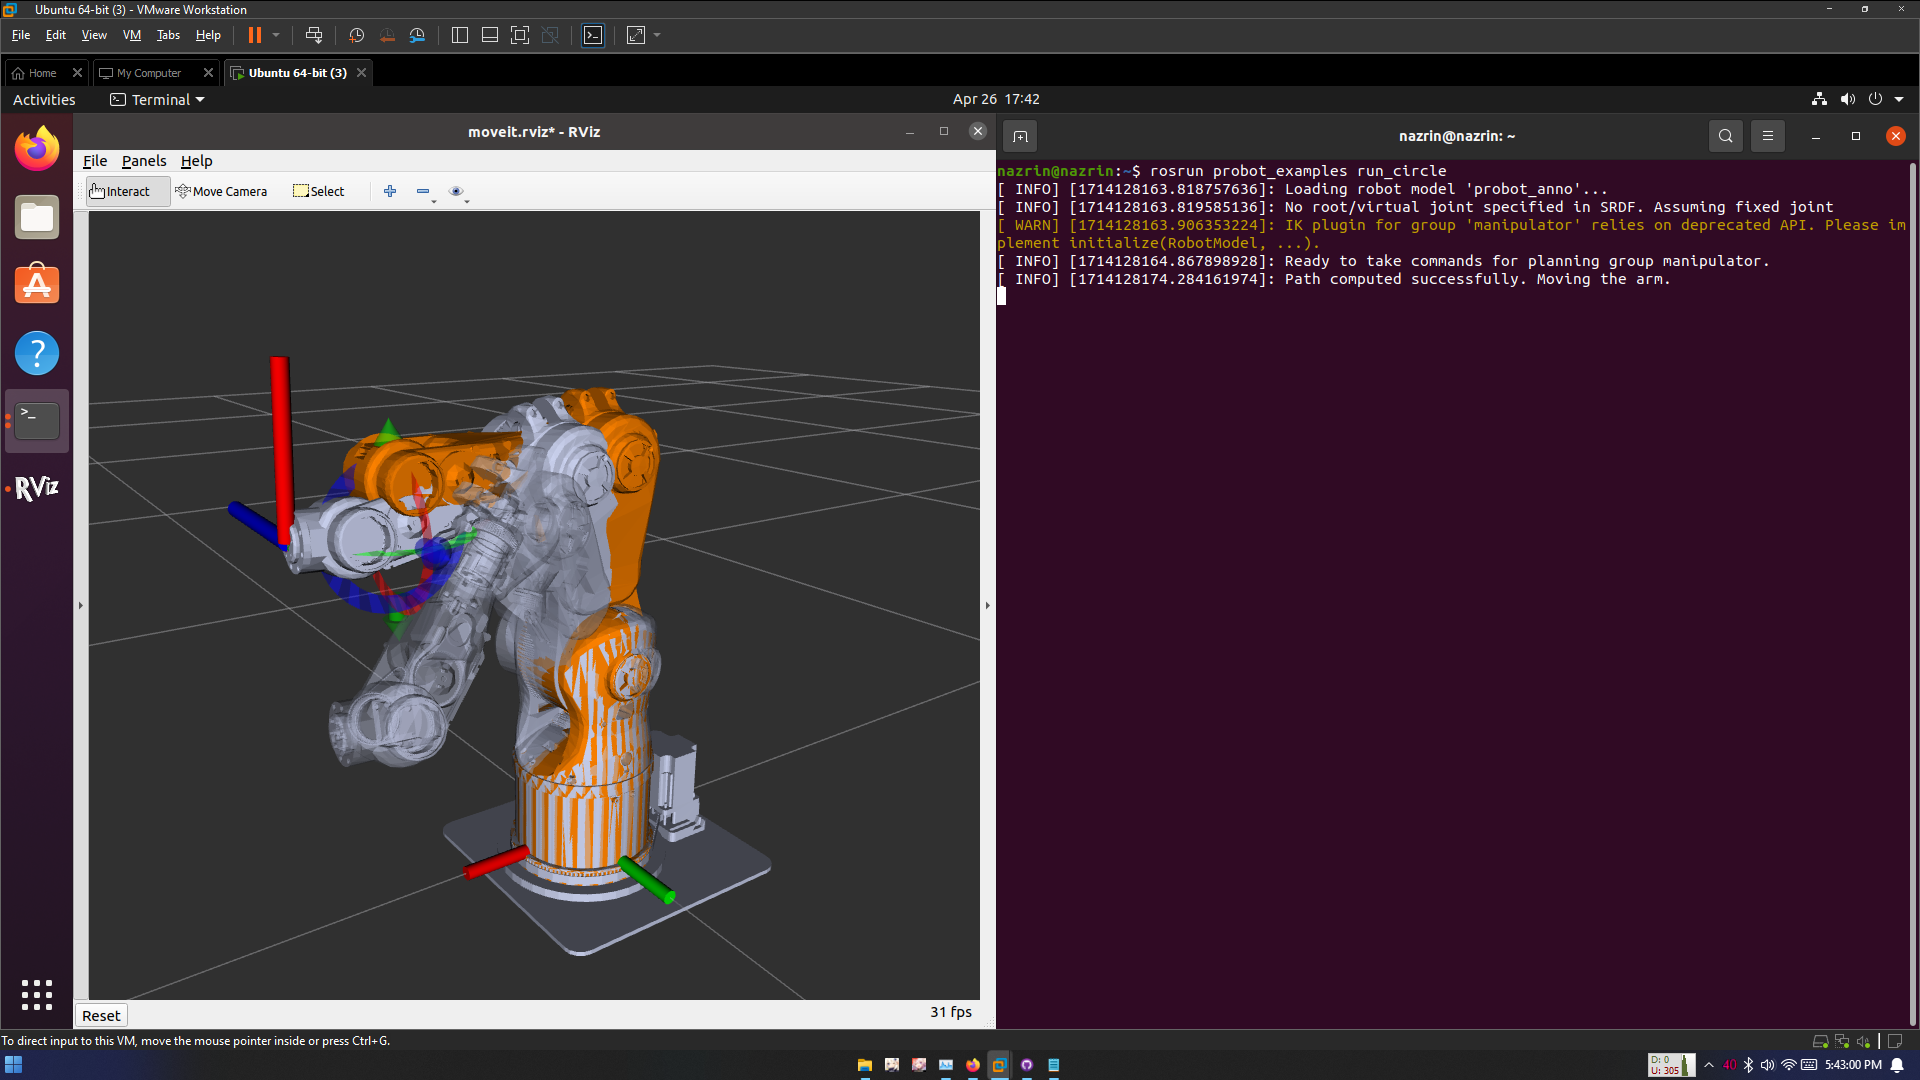 Ubuntu 64-bit (3) - VMware Workstation
File Edit View VM Tabs Help
Home My Computer Ubuntu 64-bit (3)
Activities Terminal Apr 26 17:42
moveit.rviz* - RViz
File Panels Help
Interact Move Camera Select
RViz
Reset
31 fps
nazrin@nazrin: ~
nazrin@nazrin:~$ rosrun probot_examples run_circle
[ INFO] [1714128163.818757636]: Loading robot model 'probot_anno'...
[ INFO] [1714128163.819585136]: No root/virtual joint specified in SRDF. Assuming fixed joint
[ WARN] [1714128163.906353224]: IK plugin for group 'manipulator' relies on deprecated API. Please im
plement initialize(RobotModel, ...).
[ INFO] [1714128164.867898928]: Ready to take commands for planning group manipulator.
[ INFO] [1714128174.284161974]: Path computed successfully. Moving the arm.
To direct input to this VM, move the mouse pointer inside or press Ctrl+G.
D: 0
U: 305
40
5:43:00 PM